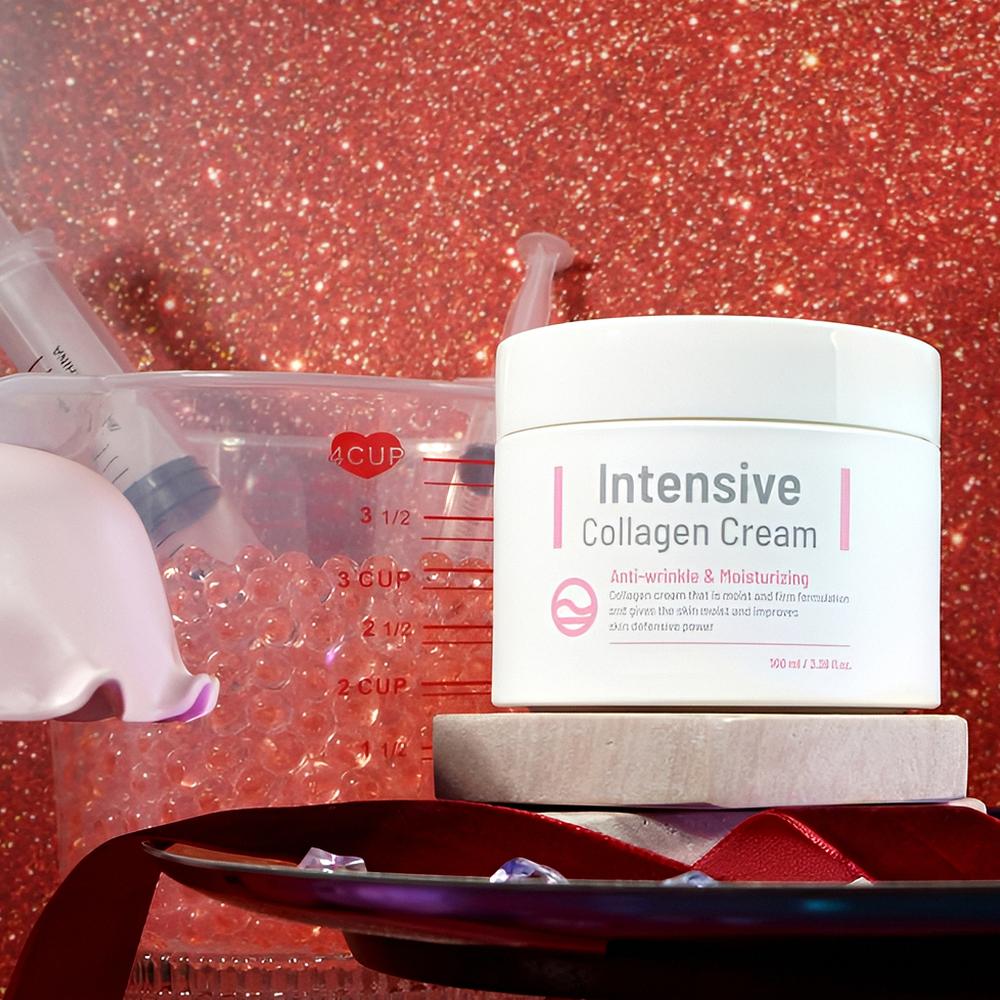 CHINA
4CUP
3 1/2
3 CUP
2 1/2
2 CUP
1 1/2
Intensive
Collagen Cream
Anti-wrinkle & Moisturizing
Collagen cream that is moist and firm formulation
and gives the skin moist and improves
skin defensive power
100 ml / fl.oz.